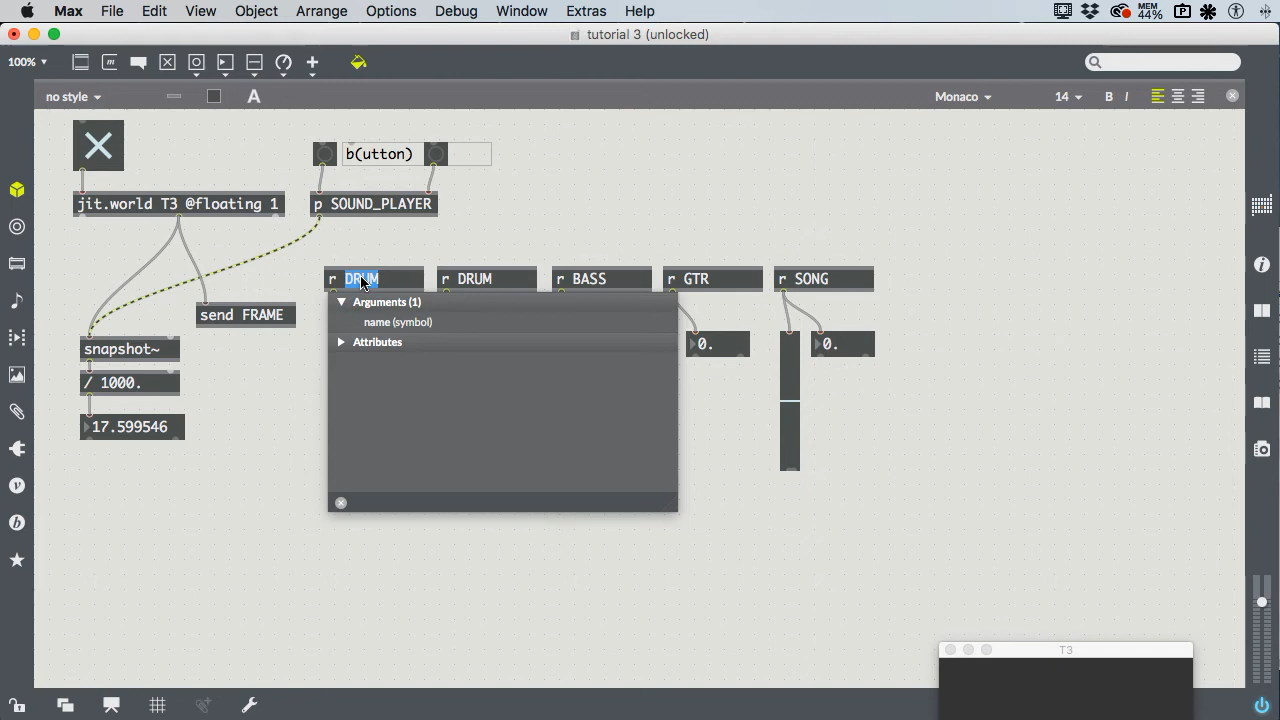 Max File Edit View Object Arrange Options Debug Window Extras Help MEM 44%
tutorial 3 (unlocked)
100%
no style A Monaco 14 B I
b(utton)
jit.world T3 @floating 1 p SOUND_PLAYER
r DRUM r DRUM r BASS r GTR r SONG
Arguments (1)
send FRAME
name (symbol)
Attributes
0. 0.
snapshot~
/ 1000.
17.599546
T3